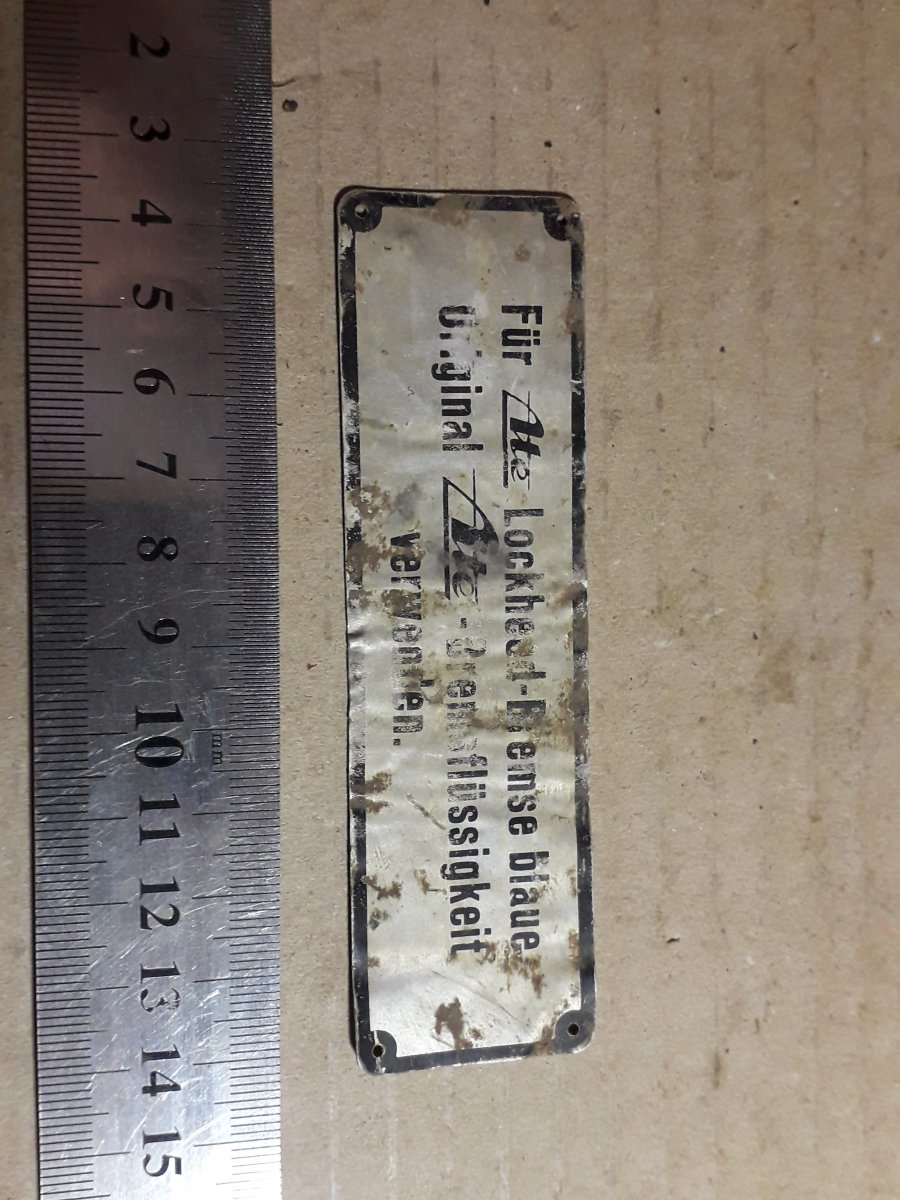 Für Ate Lockheed-Bremse blaue
Original Ate-Bremsflüssigkeit
verwenden.
2 3 4 5 6 7 8 9 10 11 12 13 14 15
mm